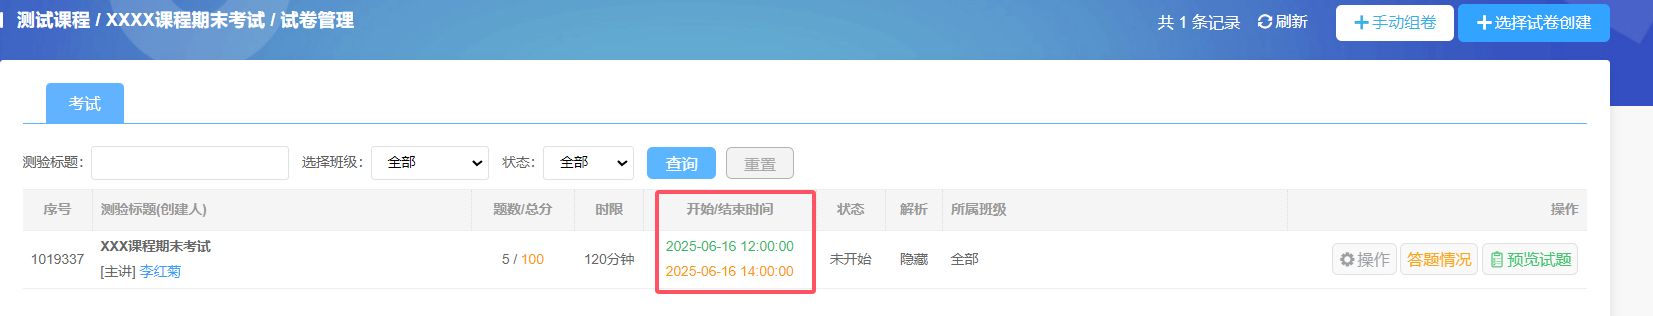 测试课程 / XXXX课程期末考试 / 试卷管理
共 1 条记录 刷新 手动组卷 选择试卷创建
考试
测验标题: 选择班级: 全部 状态: 全部 查询 重置
序号 测验标题(创建人) 题数/总分 时限 开始/结束时间 状态 解析 所属班级 操作
XXX课程期末考试 2025-06-16 12:00:00
1019337 5 / 100 120分钟 未开始 隐藏 全部 操作 答题情况 预览试题
[主讲] 李红菊 2025-06-16 14:00:00